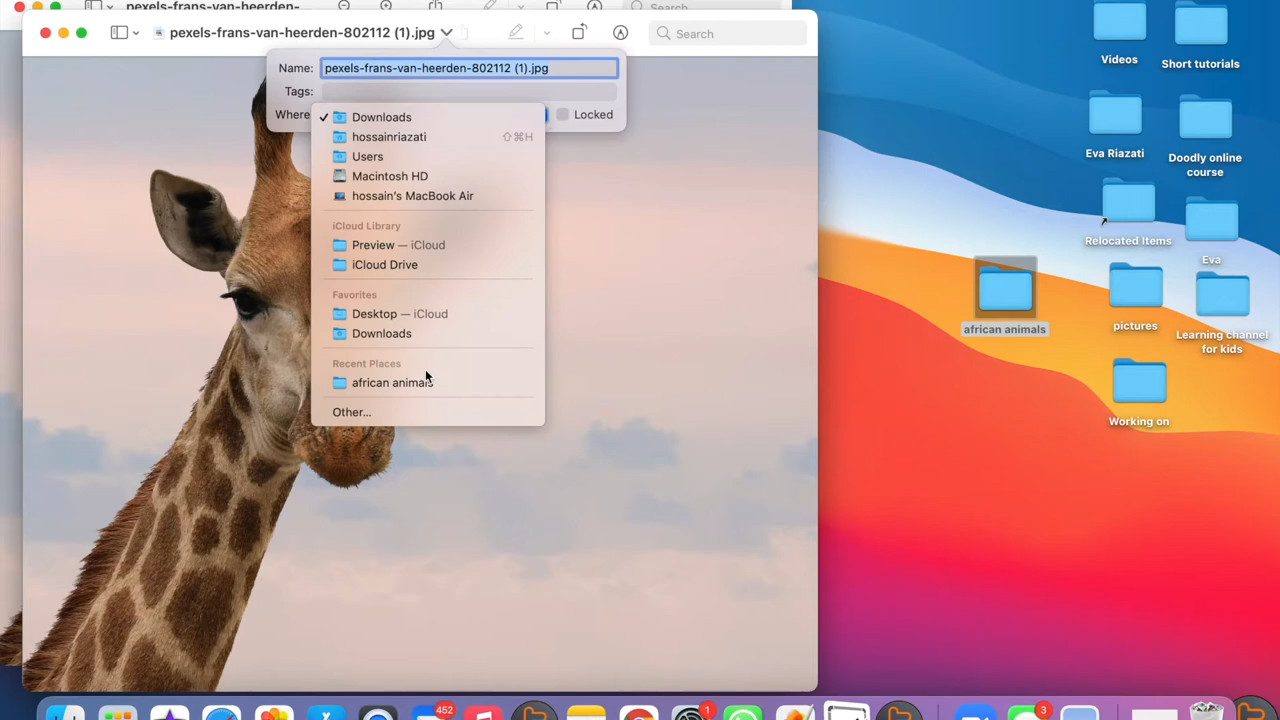 pexels-frans-van-heerden-
Search
pexels-frans-van-heerden-802112 (1).jpg
Search
Name: pexels-frans-van-heerden-802112 (1).jpg
Tags:
Where
Locked
Downloads
hossainriazati ⇧⌘H
Users
Macintosh HD
hossain's MacBook Air
iCloud Library
Preview — iCloud
iCloud Drive
Favorites
Desktop — iCloud
Downloads
Recent Places
african animals
Other...
Videos
Short tutorials
Eva Riazati
Doodly online
course
Relocated Items
Eva
african animals
pictures
Learning channel
for kids
Working on
452
1
3